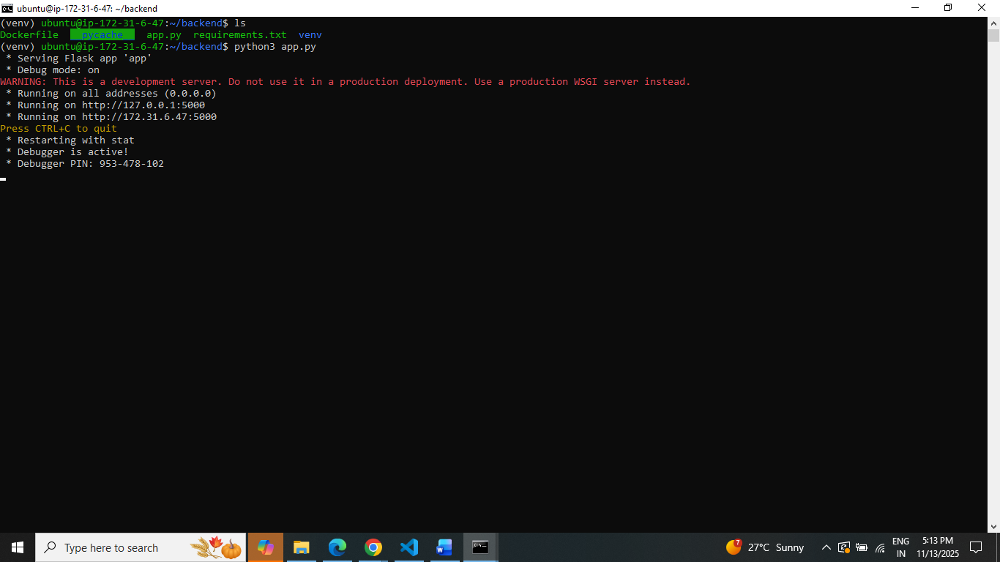 ubuntu@ip-172-31-6-47: ~/backend
(venv) ubuntu@ip-172-31-6-47:~/backend$ ls
Dockerfile  __pycache__  app.py  requirements.txt  venv
(venv) ubuntu@ip-172-31-6-47:~/backend$ python3 app.py
 * Serving Flask app 'app'
 * Debug mode: on
WARNING: This is a development server. Do not use it in a production deployment. Use a production WSGI server instead.
 * Running on all addresses (0.0.0.0)
 * Running on http://127.0.0.1:5000
 * Running on http://172.31.6.47:5000
Press CTRL+C to quit
 * Restarting with stat
 * Debugger is active!
 * Debugger PIN: 953-478-102
Type here to search
7
27°C Sunny
ENG
IN
5:13 PM
11/13/2025